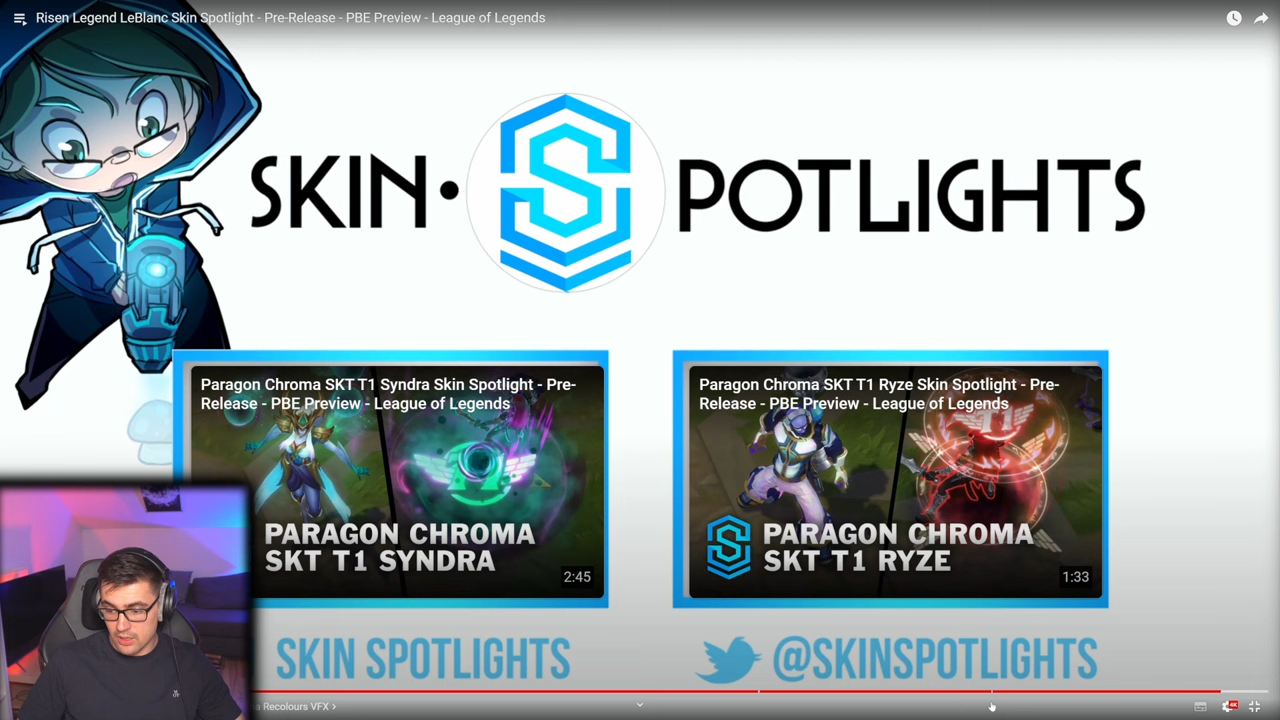 Risen Legend LeBlanc Skin Spotlight - Pre-Release - PBE Preview - League of Legends
SKIN·SPOTLIGHTS
Paragon Chroma SKT T1 Syndra Skin Spotlight - Pre-
Release - PBE Preview - League of Legends
PARAGON CHROMA
SKT T1 SYNDRA
2:45
Paragon Chroma SKT T1 Ryze Skin Spotlight - Pre-
Release - PBE Preview - League of Legends
PARAGON CHROMA
SKT T1 RYZE
1:33
SKIN SPOTLIGHTS
@SKINSPOTLIGHTS
Recolours VFX
4K